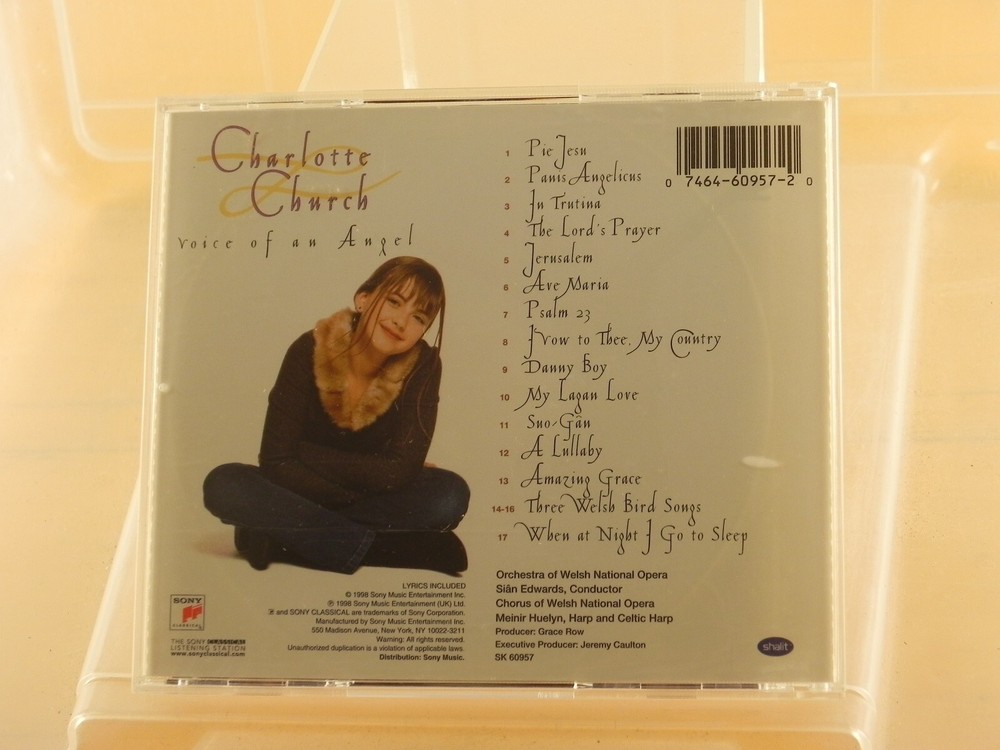 Charlotte
Church
voice of an Angel
1 Pie Jesu
2 Panis Angelicus
3 In Trutina
4 The Lord's Prayer
5 Jerusalem
6 Ave Maria
7 Psalm 23
8 I Vow to Thee, My Country
9 Danny Boy
10 My Lagan Love
11 Suo-Gân
12 A Lullaby
13 Amazing Grace
14-16 Three Welsh Bird Songs
17 When at Night I Go to Sleep
0 7464-60957-2 0
Orchestra of Welsh National Opera
Siân Edwards, Conductor
Chorus of Welsh National Opera
Meinir Huelyn, Harp and Celtic Harp
Producer: Grace Row
Executive Producer: Jeremy Caulton
SK 60957
shalit
LYRICS INCLUDED
© 1998 Sony Music Entertainment Inc.
℗ 1998 Sony Music Entertainment (UK) Ltd.
and SONY CLASSICAL are trademarks of Sony Corporation.
Manufactured by Sony Music Entertainment Inc.
550 Madison Avenue, New York, NY 10022-3211
Warning: All rights reserved.
Unauthorized duplication is a violation of applicable laws.
Distribution: Sony Music.
SONY
CLASSICAL
THE SONY CLASSICAL
LISTENING STATION
www.sonyclassical.com